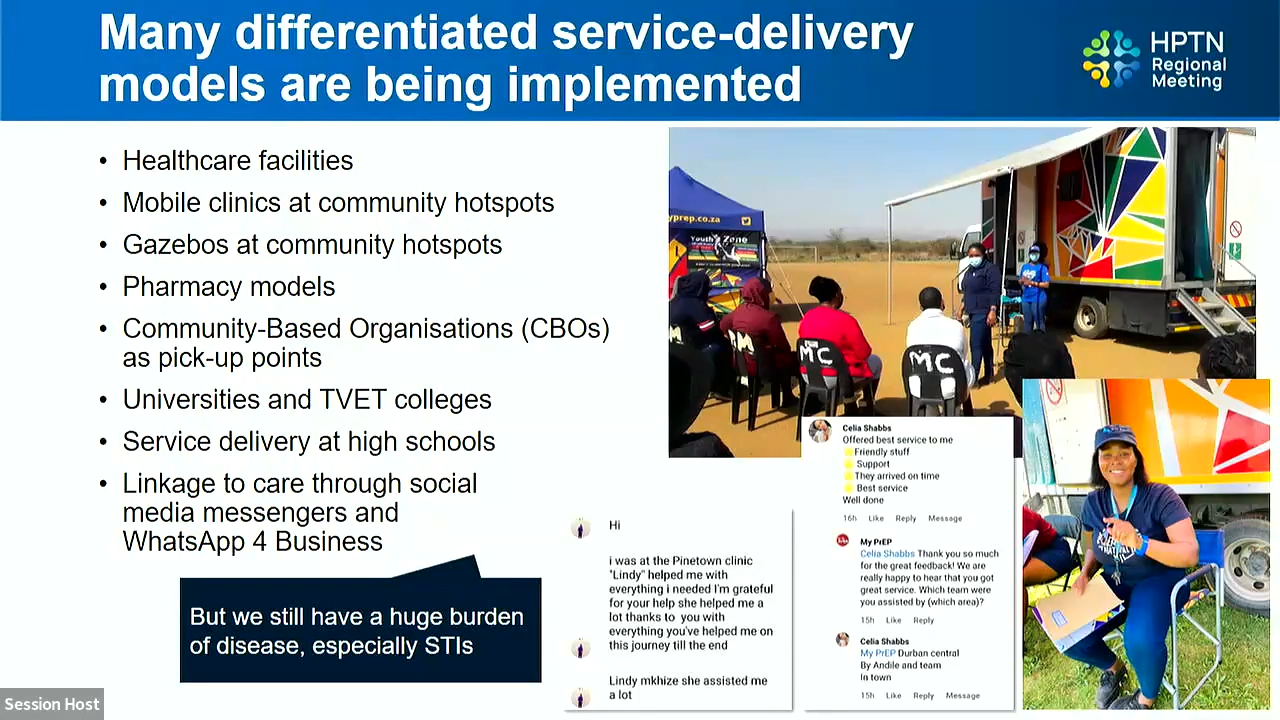 Many differentiated service-delivery
models are being implemented
HPTN
Regional
Meeting
• Healthcare facilities
• Mobile clinics at community hotspots
• Gazebos at community hotspots
• Pharmacy models
• Community-Based Organisations (CBOs)
as pick-up points
• Universities and TVET colleges
• Service delivery at high schools
• Linkage to care through social
media messengers and
WhatsApp 4 Business
But we still have a huge burden
of disease, especially STIs
yprep.co.za
Youth Zone
MC
MC
Hi
i was at the Pinetown clinic
"Lindy" helped me with
everything i needed I'm grateful
for your help she helped me a
lot thanks to you with
everything you've helped me on
this journey till the end
Lindy mkhize she assisted me
a lot
Celia Shabbs
Offered best service to me
Friendly stuff
Support
They arrived on time
Best service
Well done
16h Like Reply Message
My PrEP
Celia Shabbs Thank you so much
for the great feedback! We are
really happy to hear that you got
great service. Which team were
you assisted by (which area)?
15h Like Reply
Celia Shabbs
My PrEP Durban central
By Andile and team
In town
15h Like Reply Message
Session Host